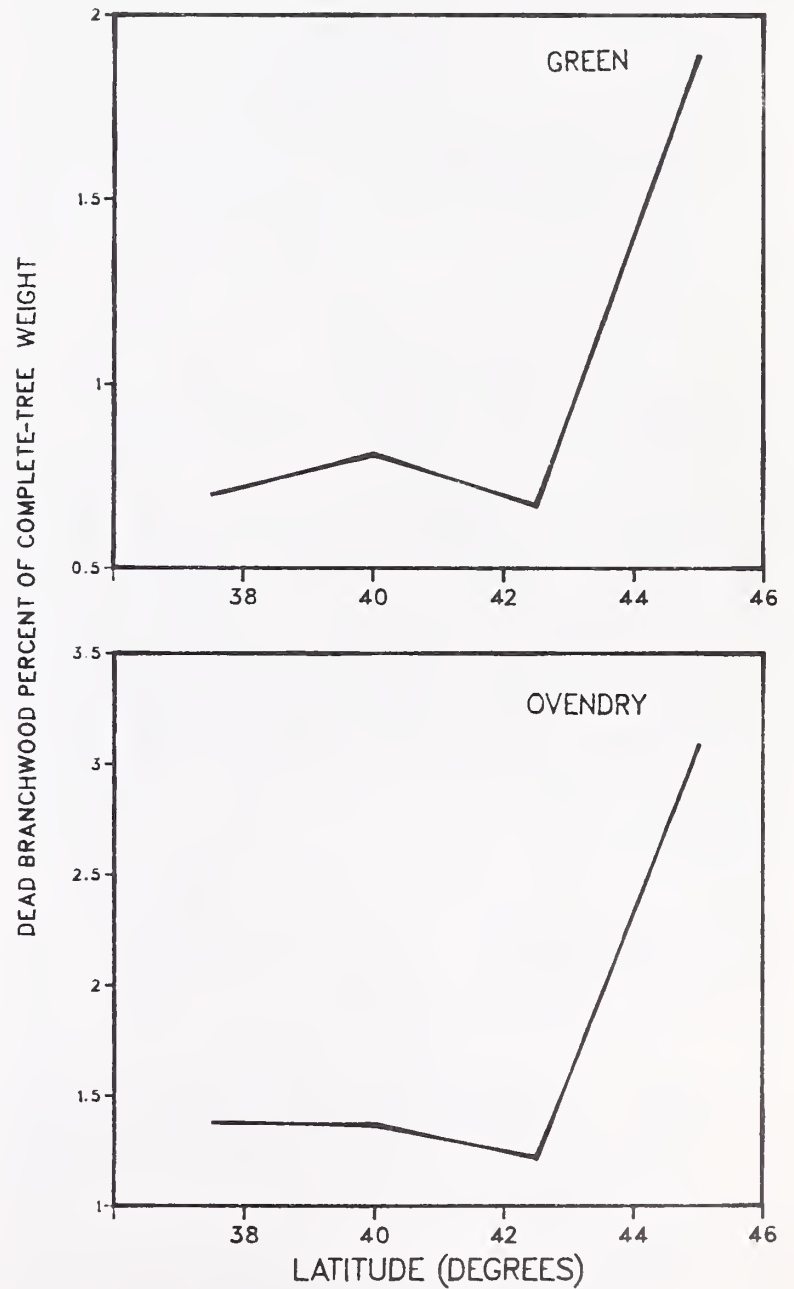 DEAD BRANCHWOOD PERCENT OF COMPLETE-TREE WEIGHT
GREEN
2
1.5
1
0.5
38 40 42 44 46
OVENDRY
3.5
3
2.5
2
1.5
1
38 40 42 44 46
LATITUDE (DEGREES)